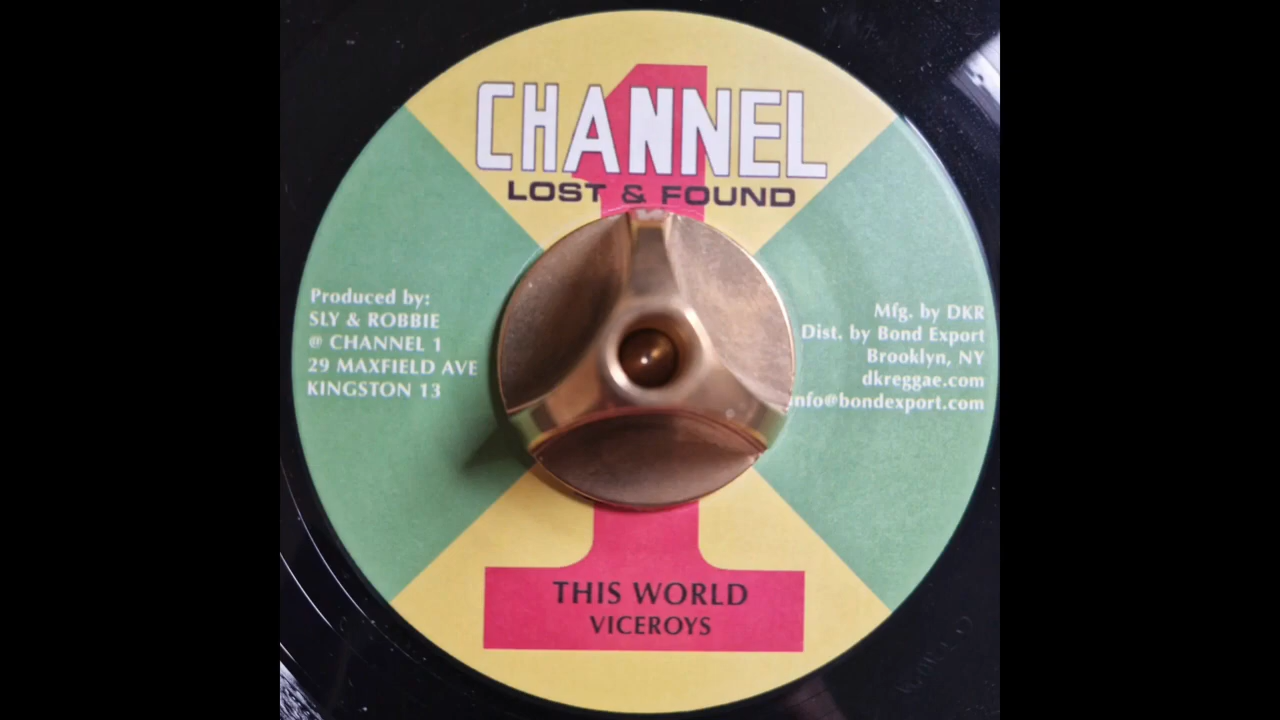 CHANNEL
1
LOST & FOUND
Produced by:
SLY & ROBBIE
@ CHANNEL 1
29 MAXFIELD AVE
KINGSTON 13
Mfg. by DKR
Dist. by Bond Export
Brooklyn, NY
dkreggae.com
info@bondexport.com
THIS WORLD
VICEROYS